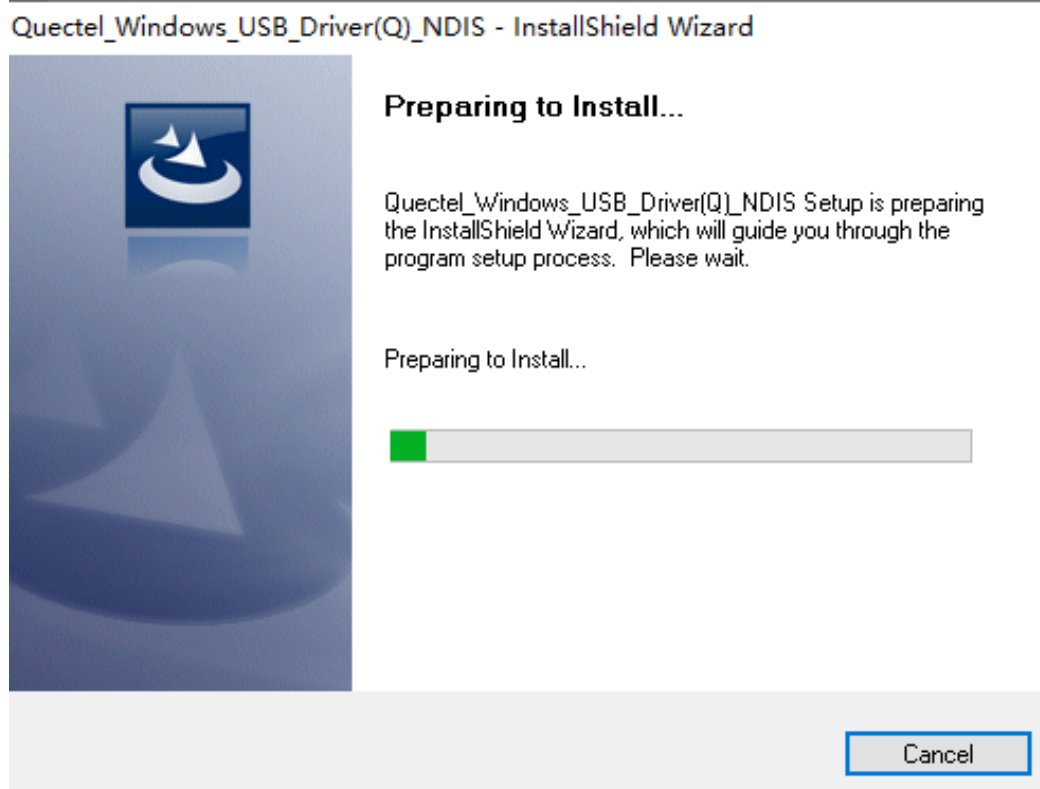 Quectel_Windows_USB_Driver(Q)_NDIS - InstallShield Wizard
Preparing to Install...
Quectel_Windows_USB_Driver(Q)_NDIS Setup is preparing
the InstallShield Wizard, which will guide you through the
program setup process.  Please wait.
Preparing to Install...
Cancel